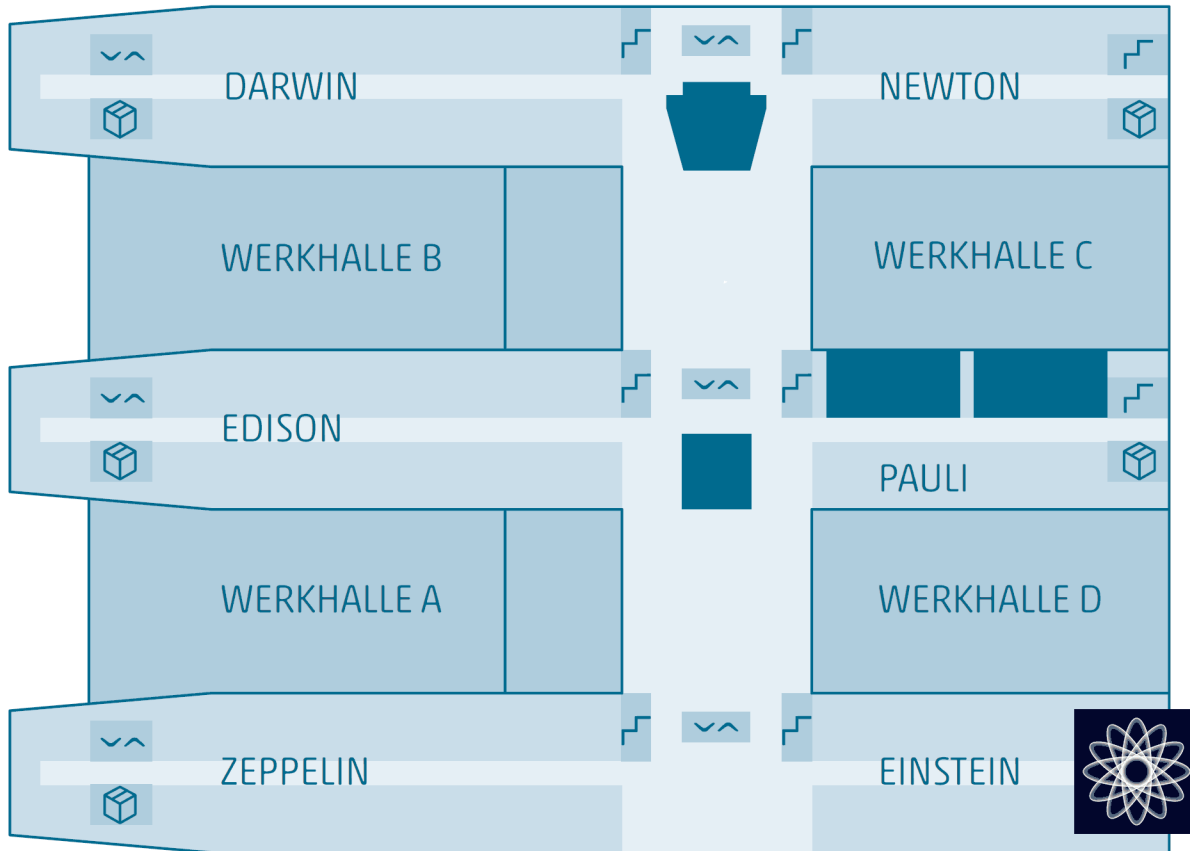 DARWIN
NEWTON
WERKHALLE B
WERKHALLE C
EDISON
PAULI
WERKHALLE A
WERKHALLE D
ZEPPELIN
EINSTEIN